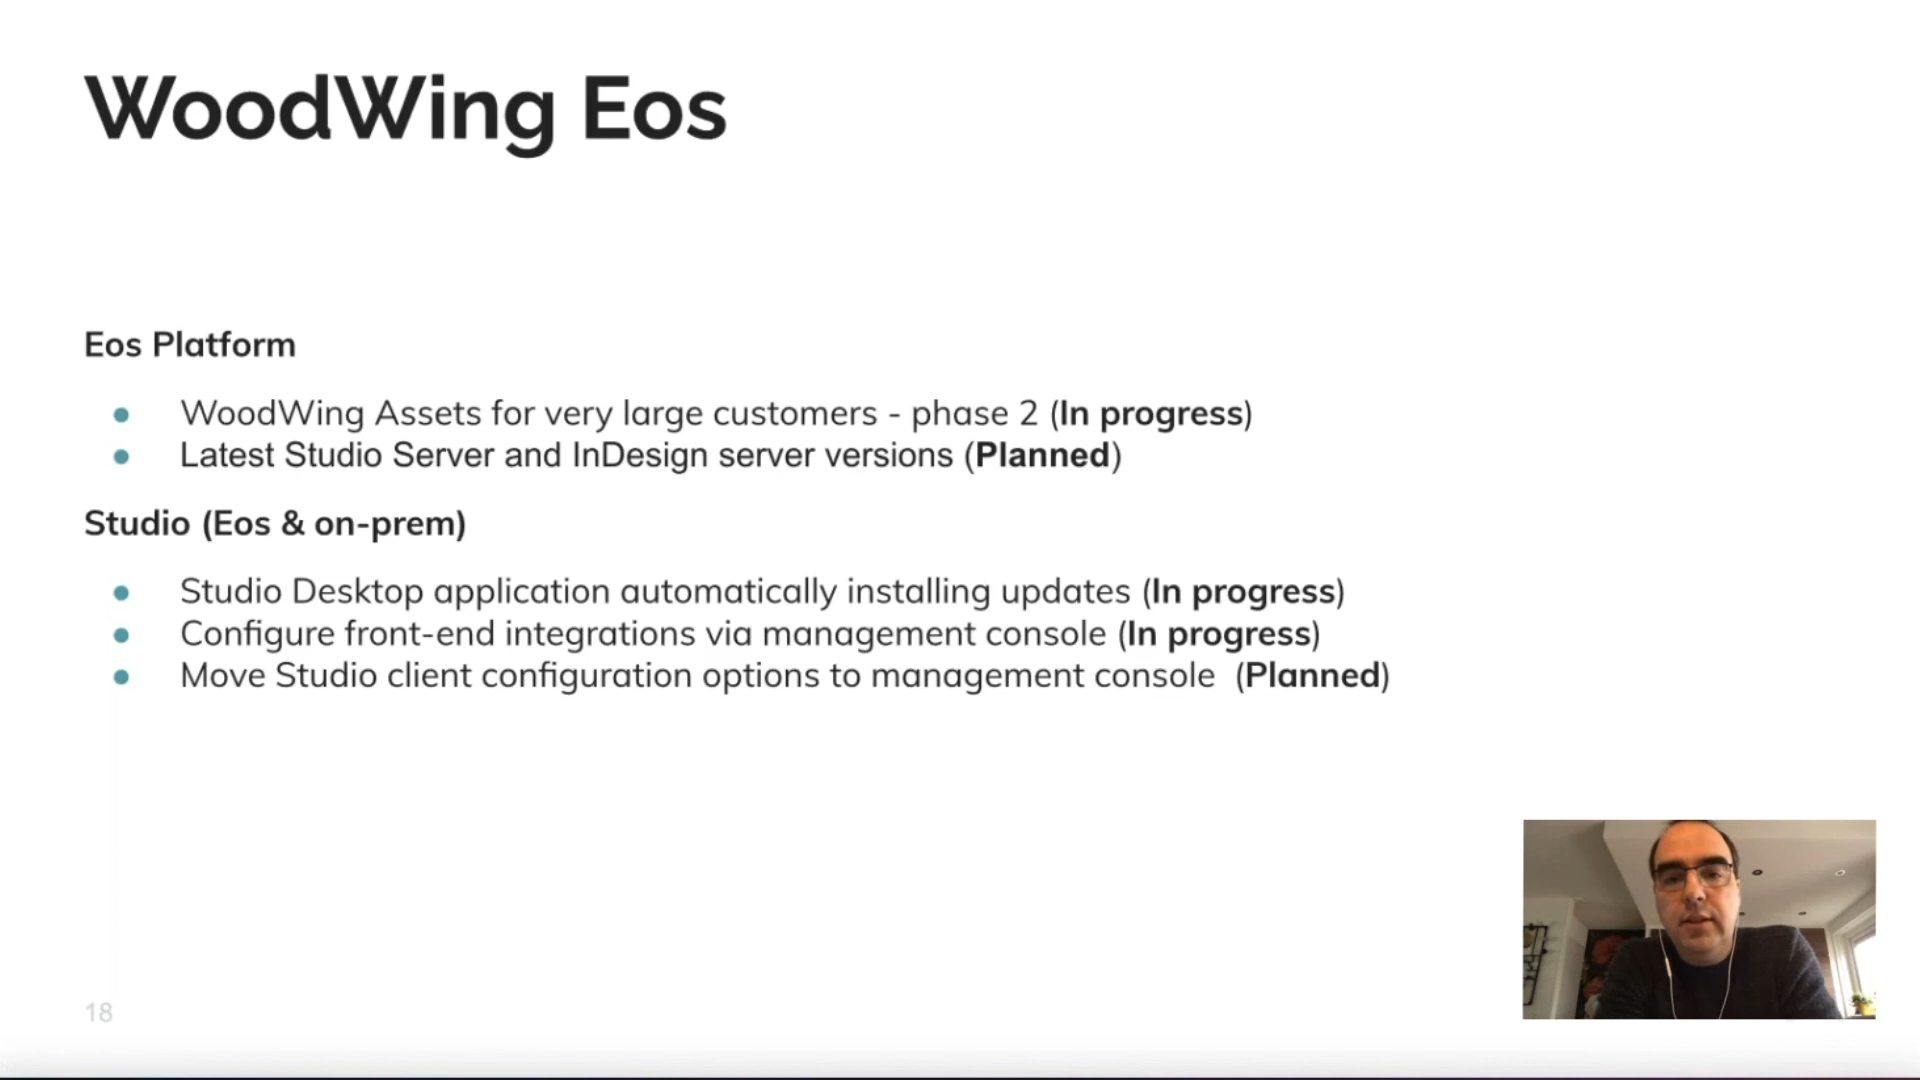 WoodWing Eos
Eos Platform
● WoodWing Assets for very large customers - phase 2 (In progress)
● Latest Studio Server and InDesign server versions (Planned)
Studio (Eos & on-prem)
● Studio Desktop application automatically installing updates (In progress)
● Configure front-end integrations via management console (In progress)
● Move Studio client configuration options to management console (Planned)
18